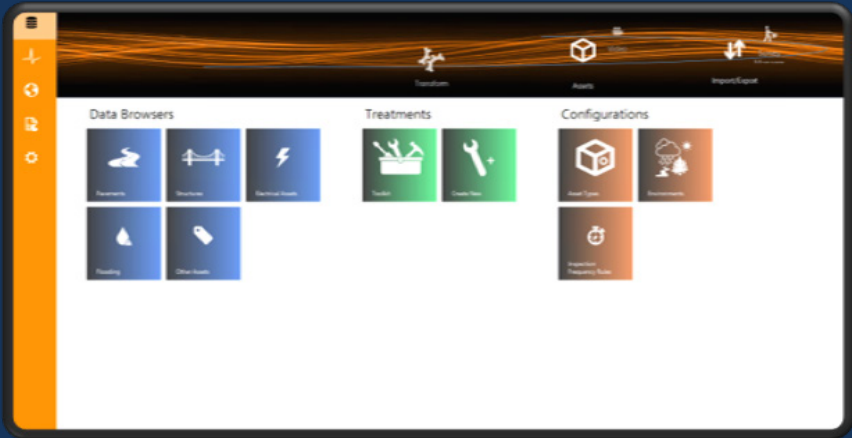 Transform
Assets
Import/Export
Data Browsers
Treatments
Configurations
Pavements
Structures
Electrical Assets
Toolkit
Create New
Asset Types
Environments
Flooding
Other Assets
Inspection
Frequency Rules